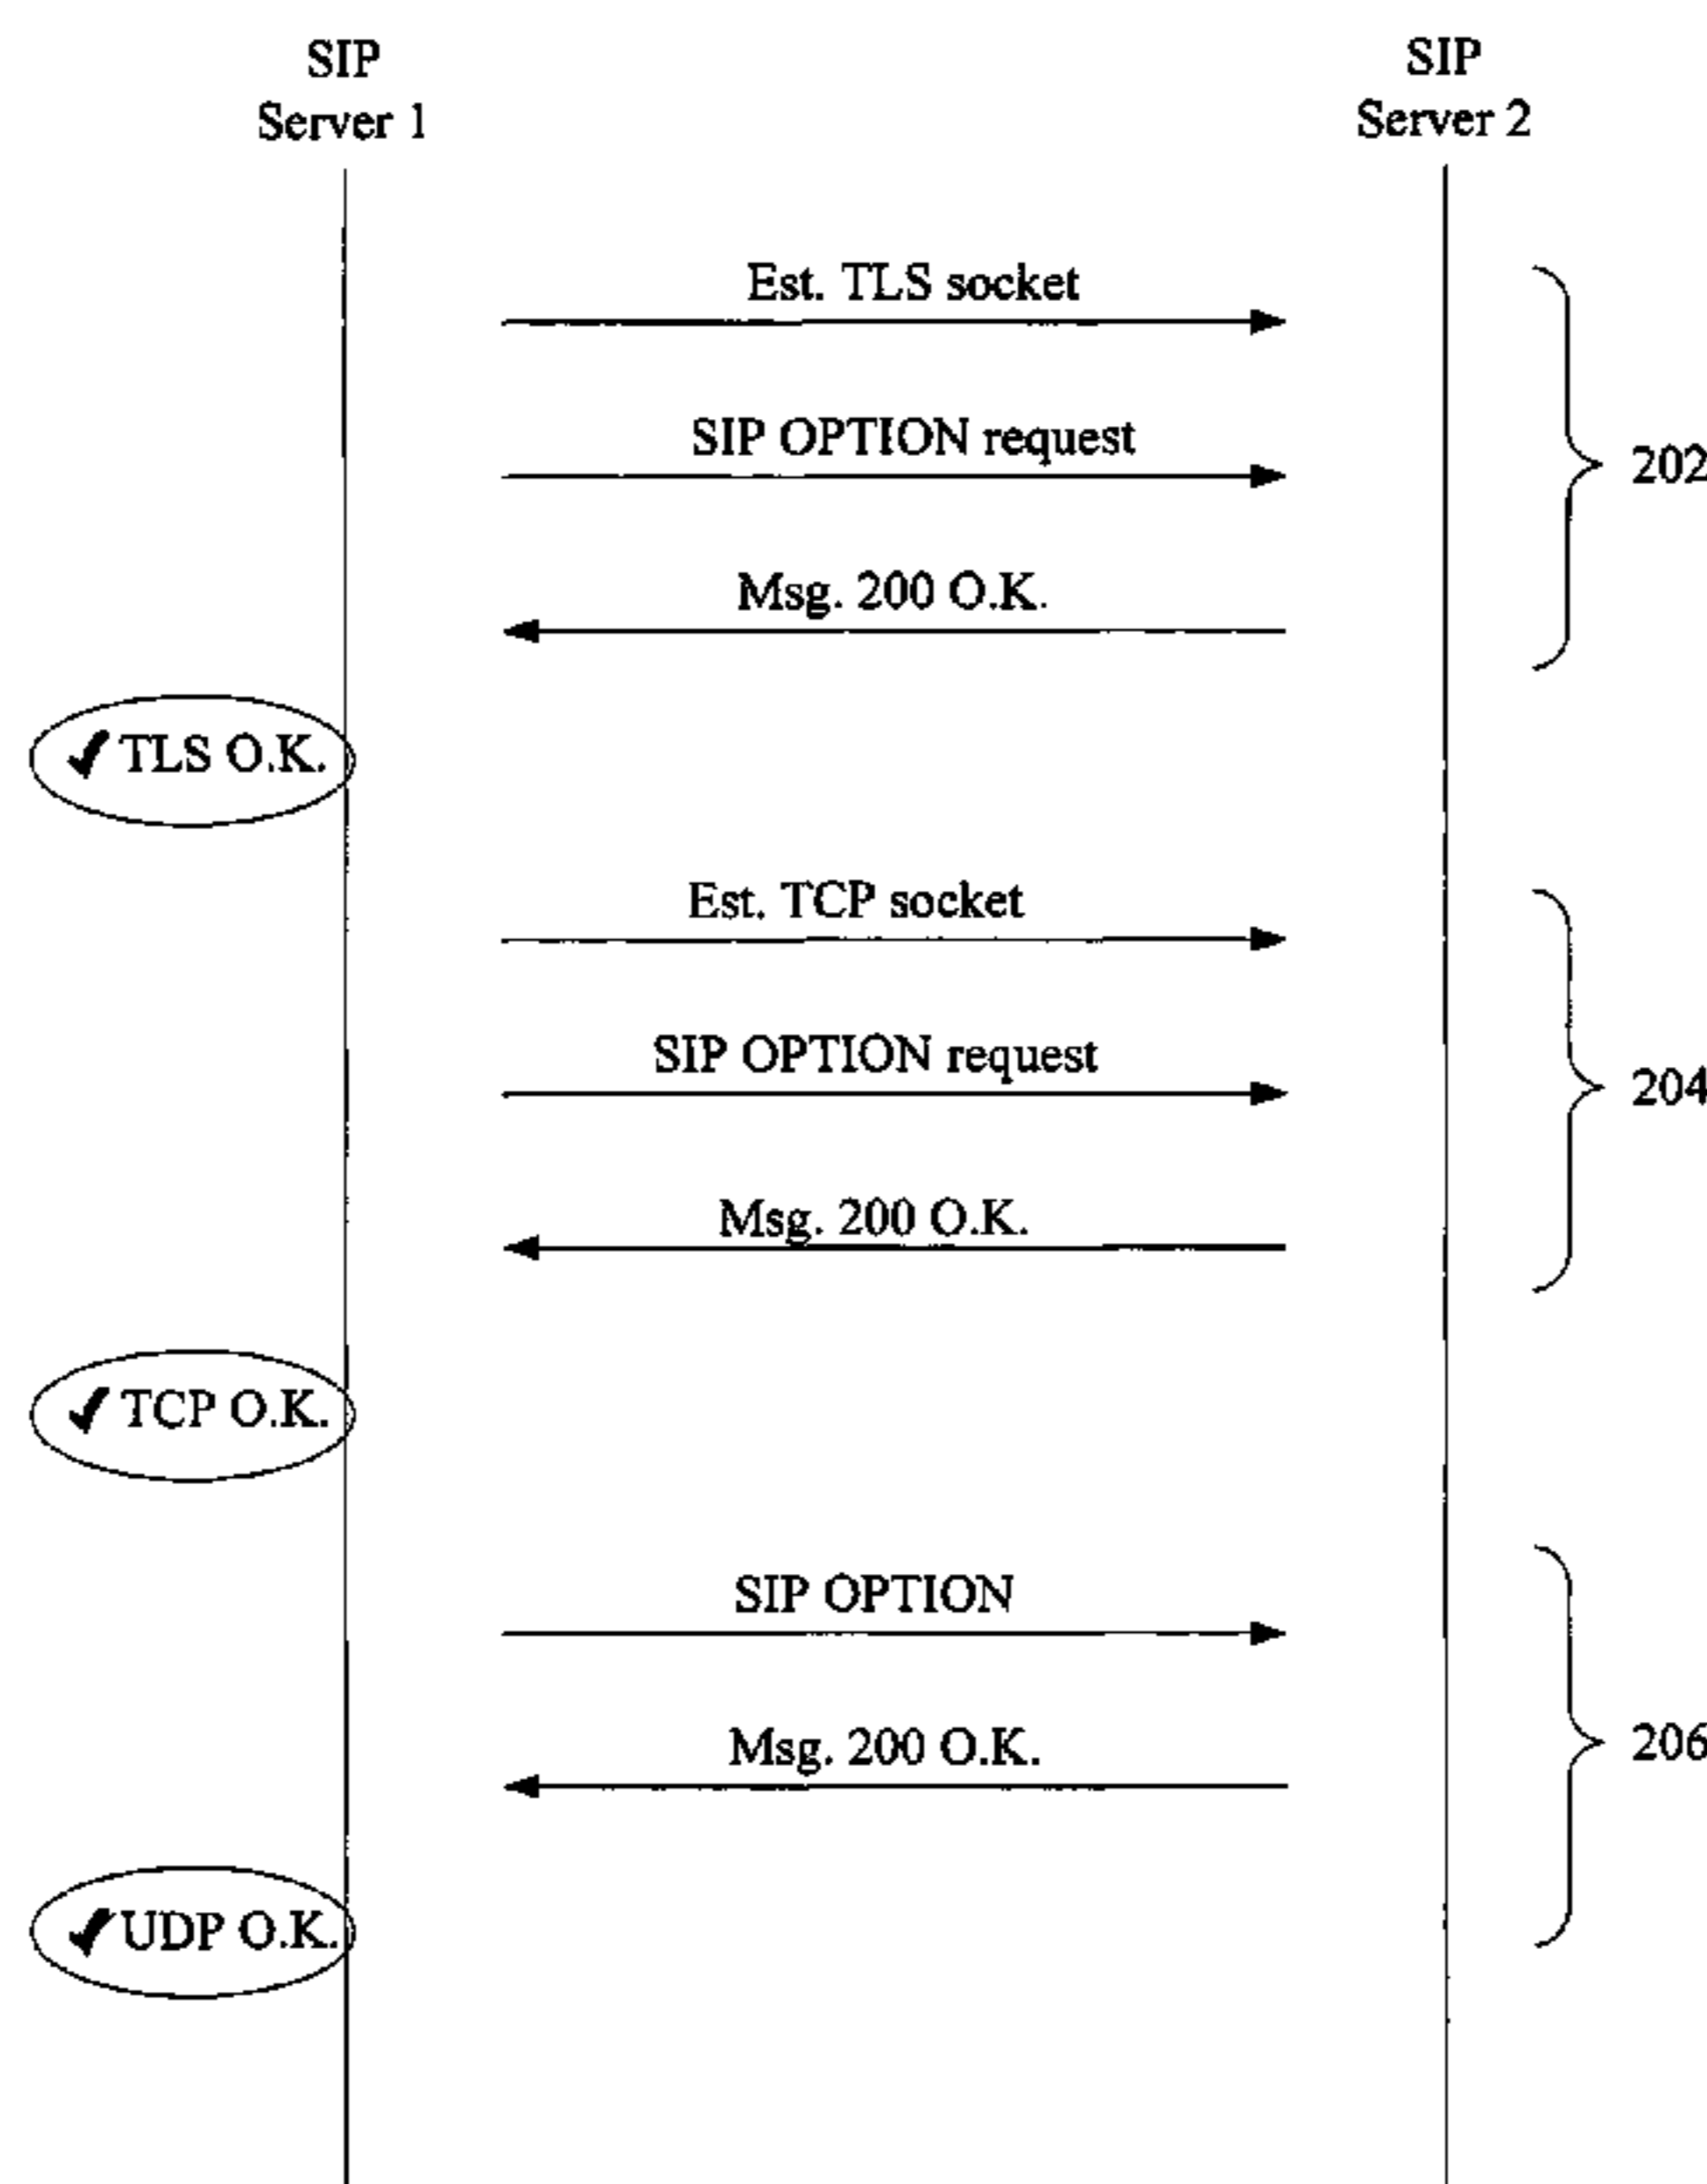 SIP
Server 1
SIP
Server 2
Est. TLS socket
SIP OPTION request
202
Msg. 200 O.K.
TLS O.K.
Est. TCP socket
SIP OPTION request
204
Msg. 200 O.K.
TCP O.K.
SIP OPTION
Msg. 200 O.K.
206
UDP O.K.